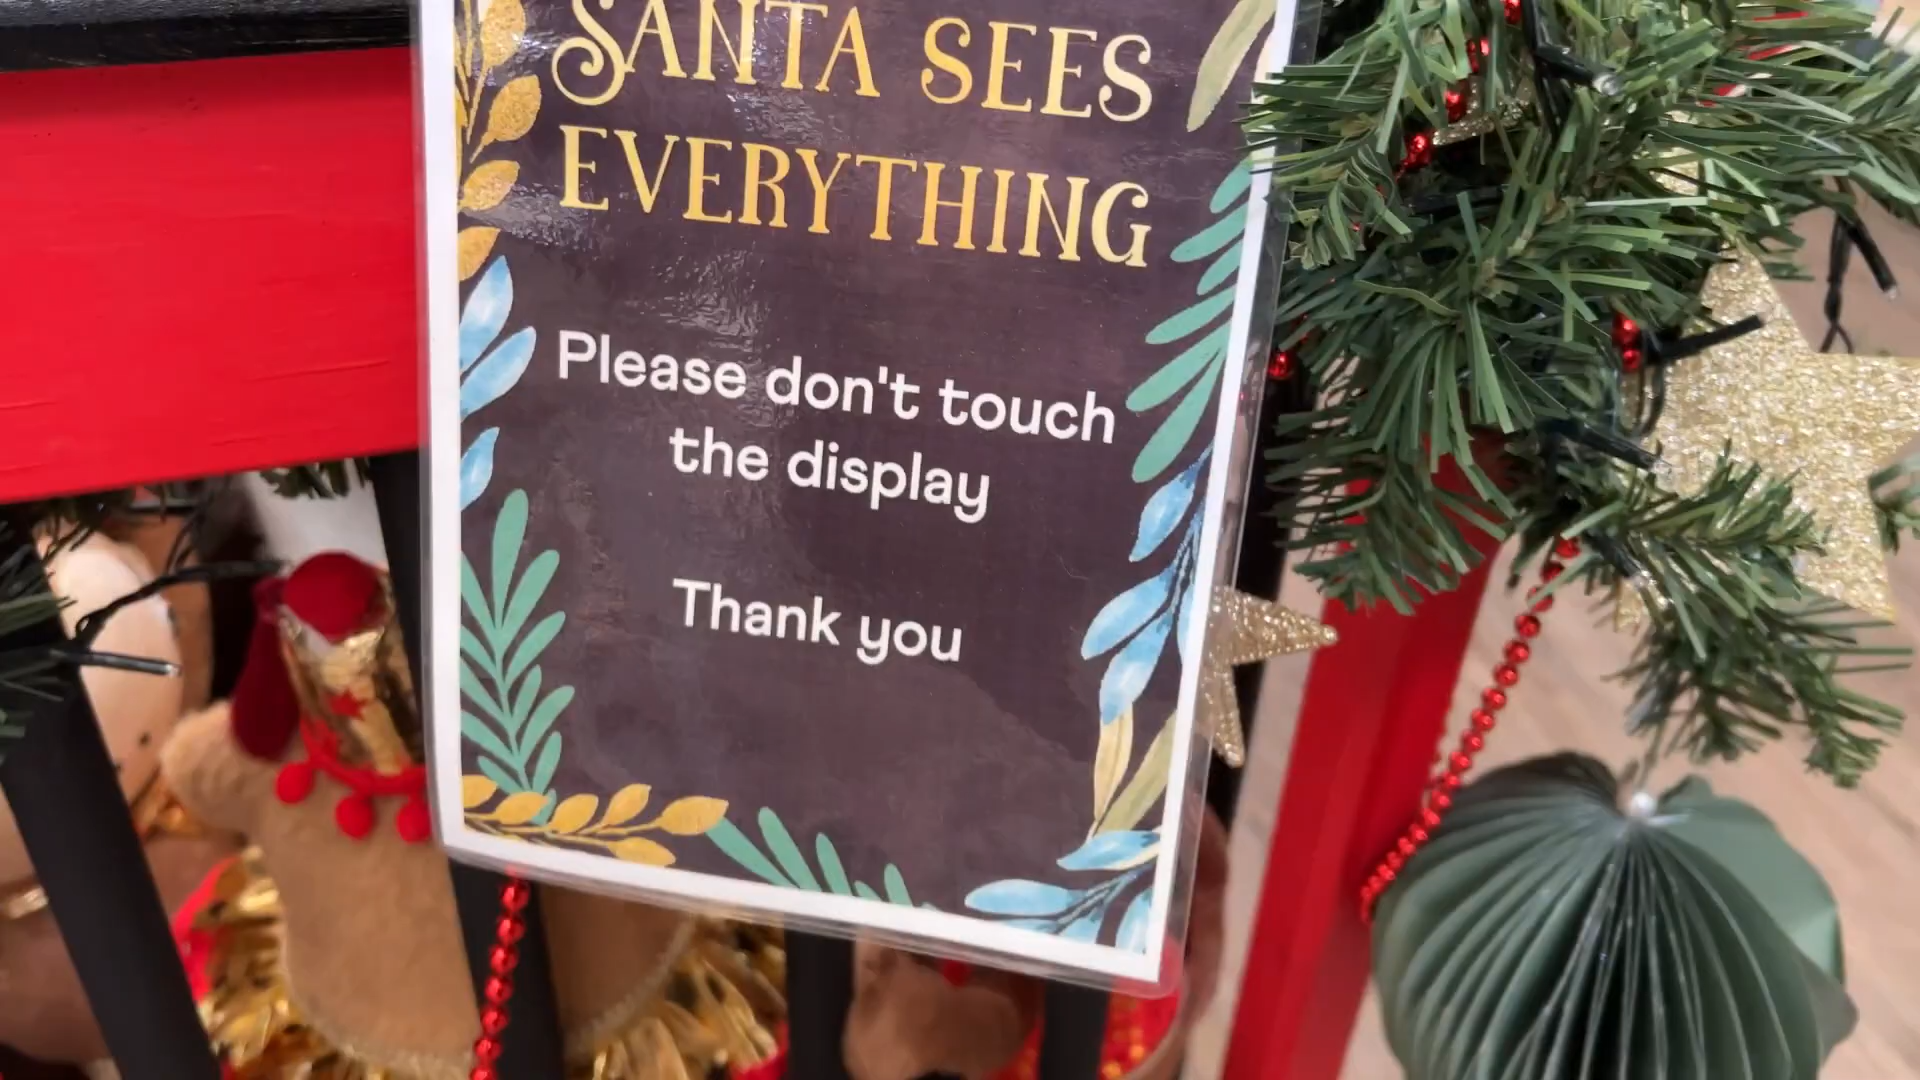 SANTA SEES
EVERYTHING
Please don't touch
the display
Thank you